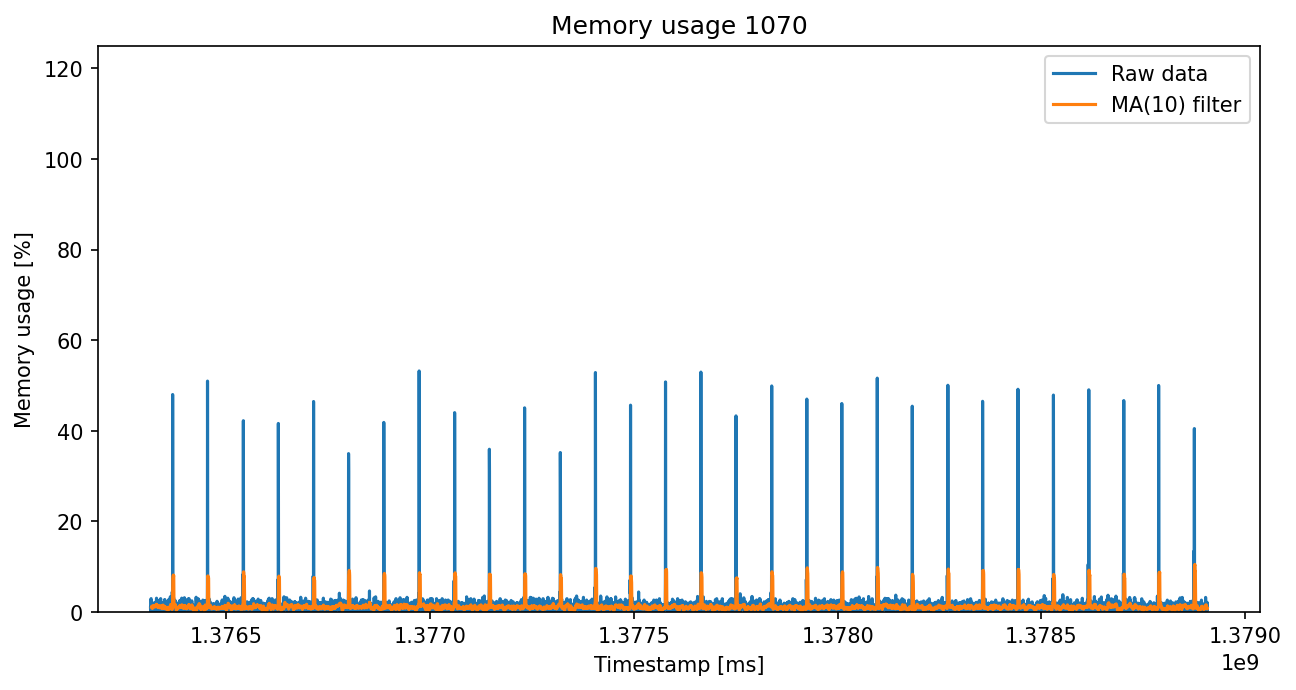 Memory usage 1070
Raw data
MA(10) filter
Memory usage [%]
120
100
80
60
40
20
0
1.3765 1.3770 1.3775 1.3780 1.3785 1.3790
1e9
Timestamp [ms]